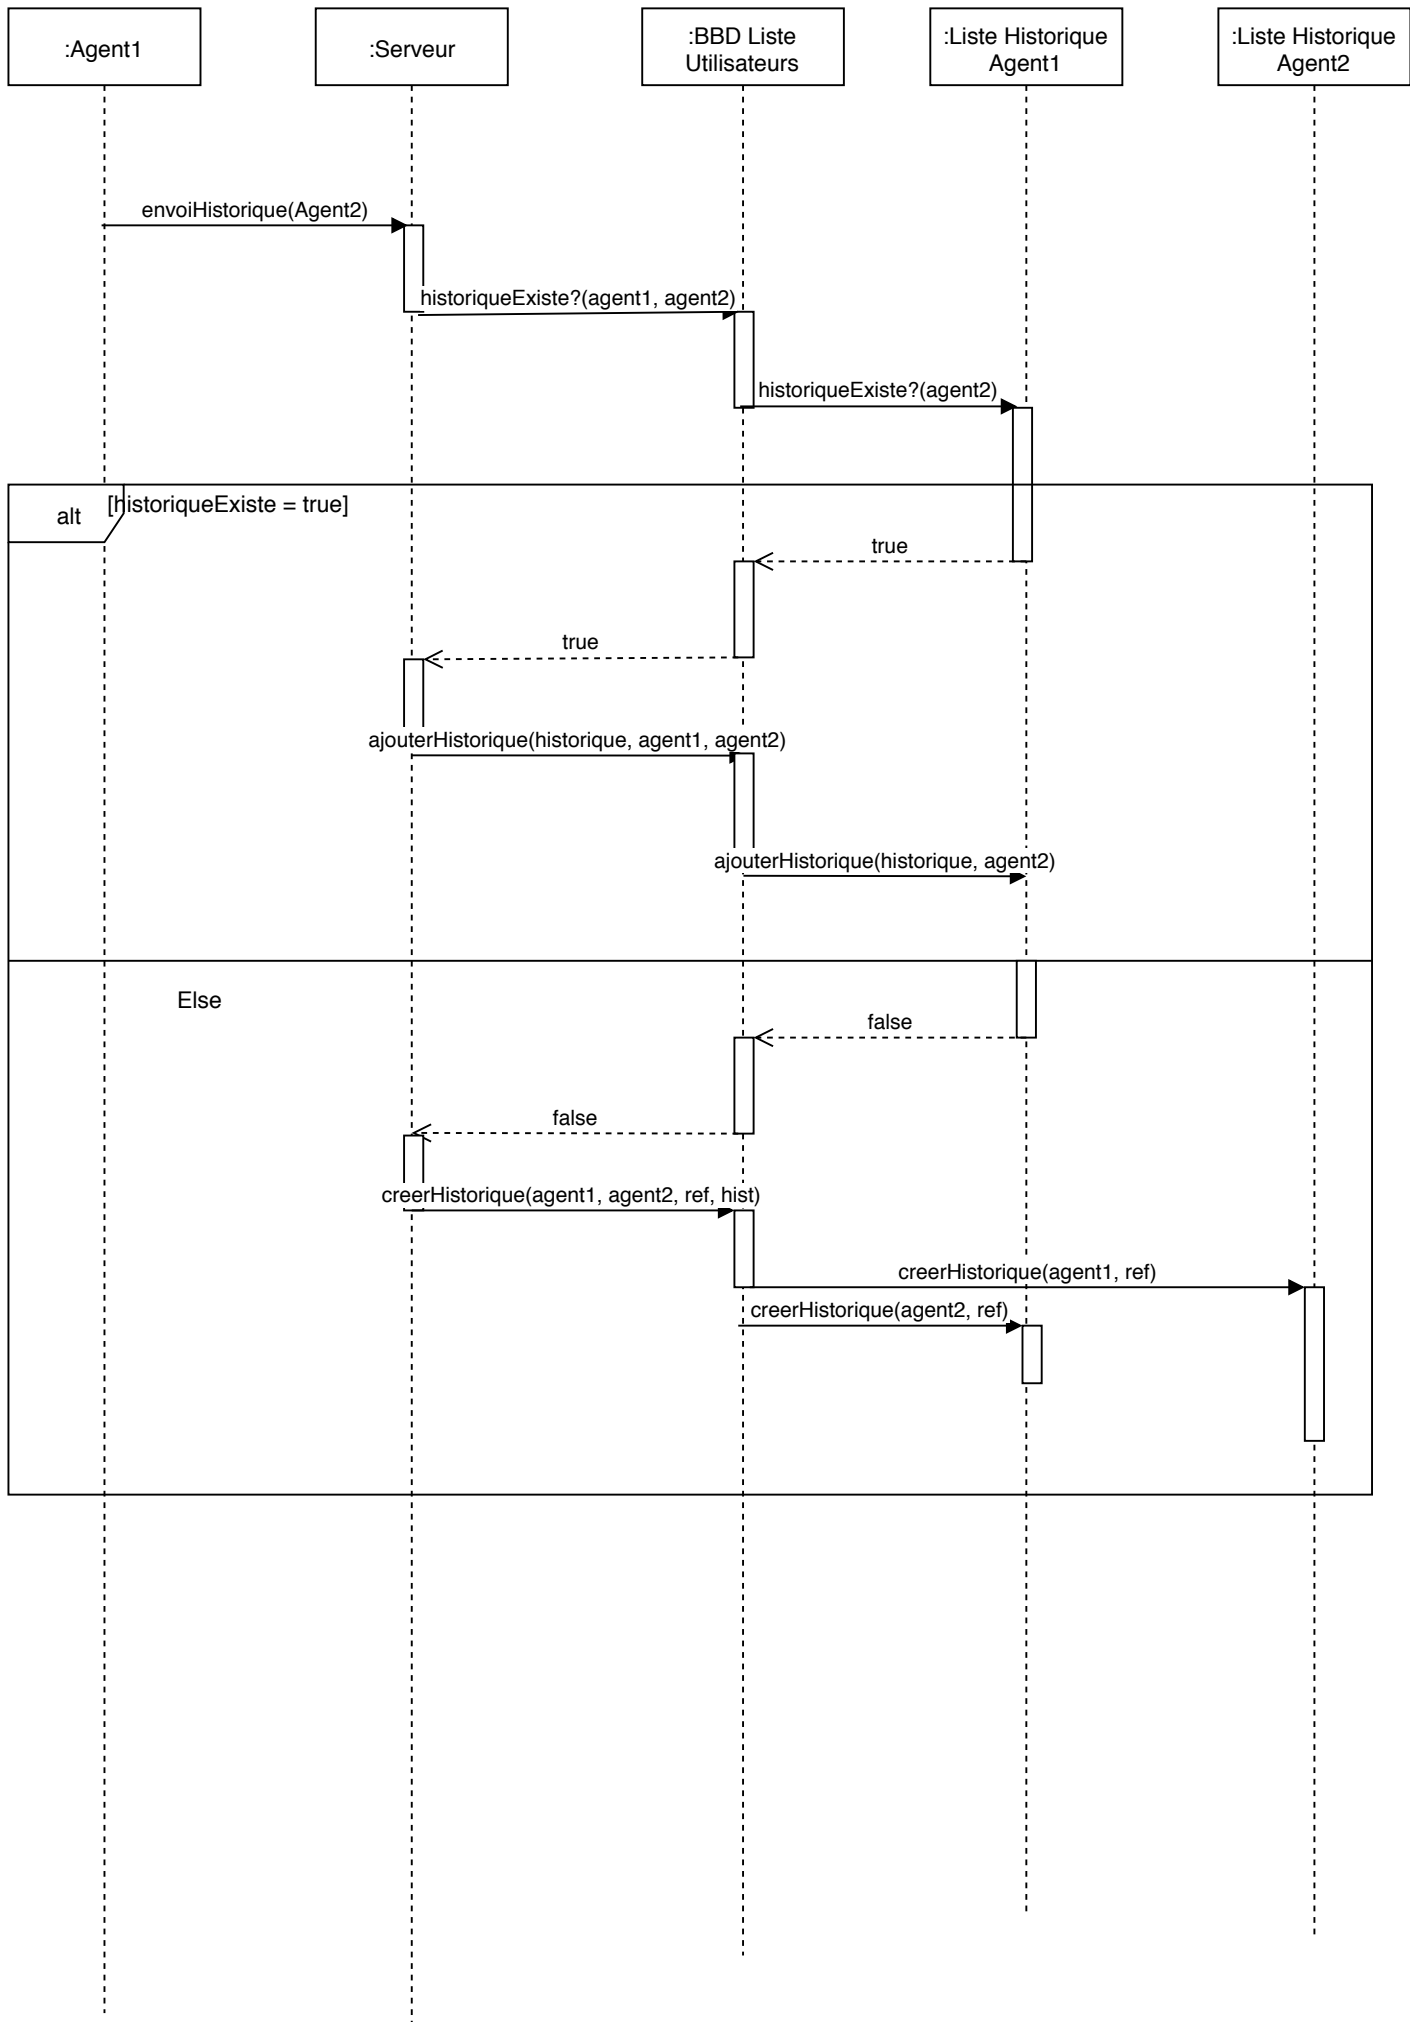 :Agent1
:Serveur
:BBD Liste
Utilisateurs
:Liste Historique
Agent1
:Liste Historique
Agent2
envoiHistorique(Agent2)
historiqueExiste?(agent1, agent2)
historiqueExiste?(agent2)
alt
[historiqueExiste = true]
true
true
ajouterHistorique(historique, agent1, agent2)
ajouterHistorique(historique, agent2)
Else
false
false
creerHistorique(agent1, agent2, ref, hist)
creerHistorique(agent1, ref)
creerHistorique(agent2, ref)